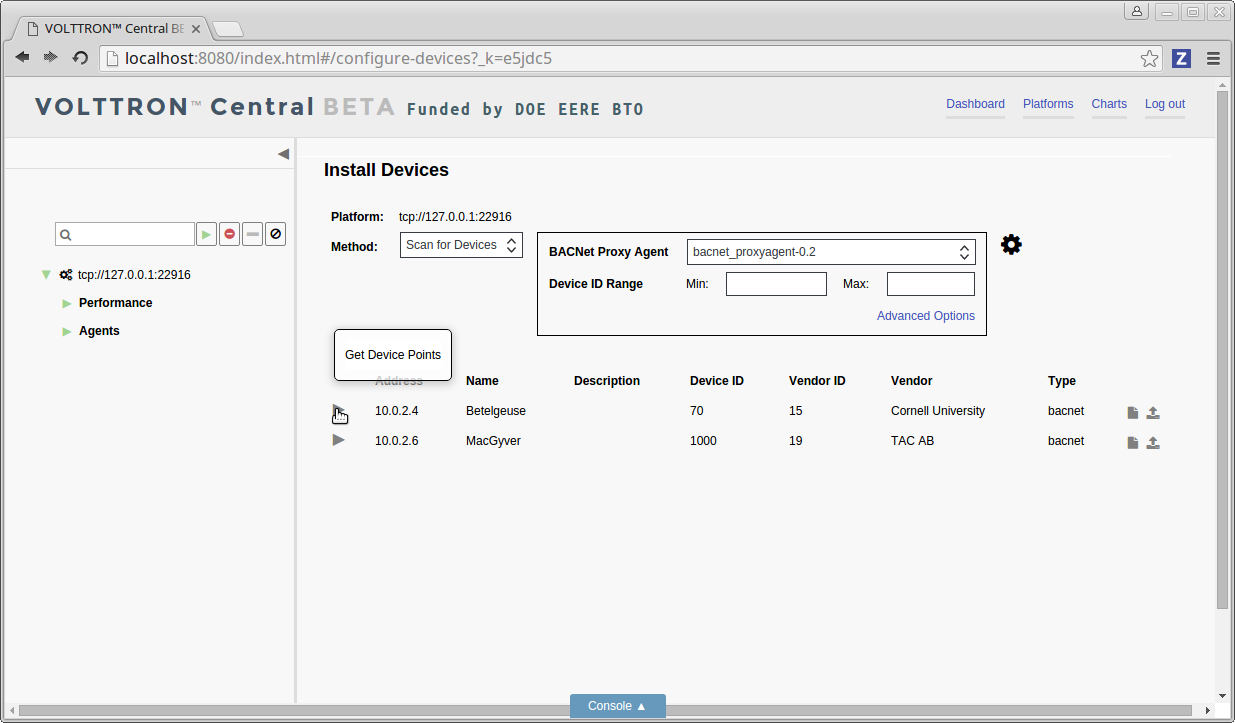 VOLTTRON™ Central BE
localhost:8080/index.html#/configure-devices?_k=e5jdc5
Z
VOLTTRON™ Central BETA Funded by DOE EERE BTO
Dashboard Platforms Charts Log out
Install Devices
Platform: tcp://127.0.0.1:22916
Method: Scan for Devices
BACNet Proxy Agent bacnet_proxyagent-0.2
Device ID Range Min: Max:
Advanced Options
tcp://127.0.0.1:22916
Performance
Agents
Get Device Points
Address Name Description Device ID Vendor ID Vendor Type
10.0.2.4 Betelgeuse 70 15 Cornell University bacnet
10.0.2.6 MacGyver 1000 19 TAC AB bacnet
Console ▲